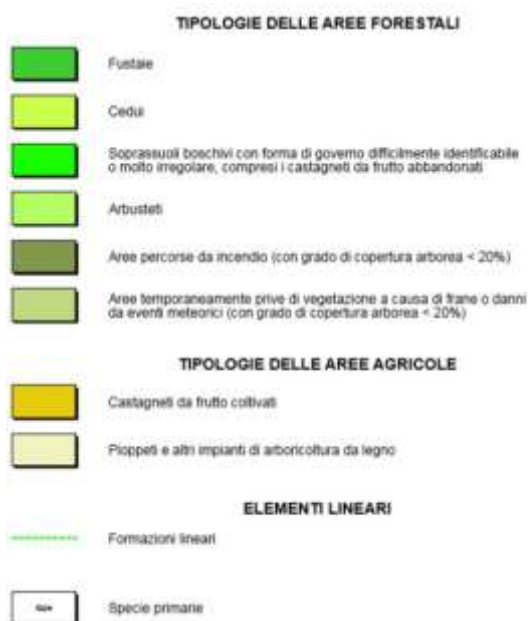 TIPOLOGIE DELLE AREE FORESTALI
Fustaie
Cedui
Soprassuoli boschivi con forma di governo difficilmente identificabile
o molto irregolare, compresi i castagneti da frutto abbandonati
Arbusteti
Aree percorse da incendio (con grado di copertura arborea < 20%)
Aree temporaneamente prive di vegetazione a causa di frane o danni
da eventi meteorici (con grado di copertura arborea < 20%)
TIPOLOGIE DELLE AREE AGRICOLE
Castagneti da frutto coltivati
Pioppeti e altri impianti di arboricoltura da legno
ELEMENTI LINEARI
Formazioni lineari
Specie primarie